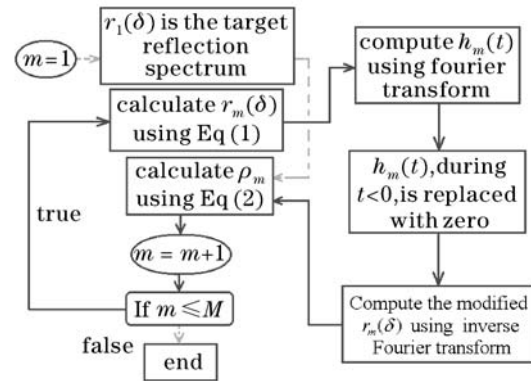 m=1
r₁(δ) is the target
reflection
spectrum
calculate rₘ(δ)
using Eq (1)
calculate ρₘ
using Eq (2)
m = m+1
If m ⩽ M
true
false
end
compute hₘ(t)
using fourier
transform
hₘ(t),during
t<0,is replaced
with zero
Compute the modified
rₘ(δ) using inverse
Fourier transform